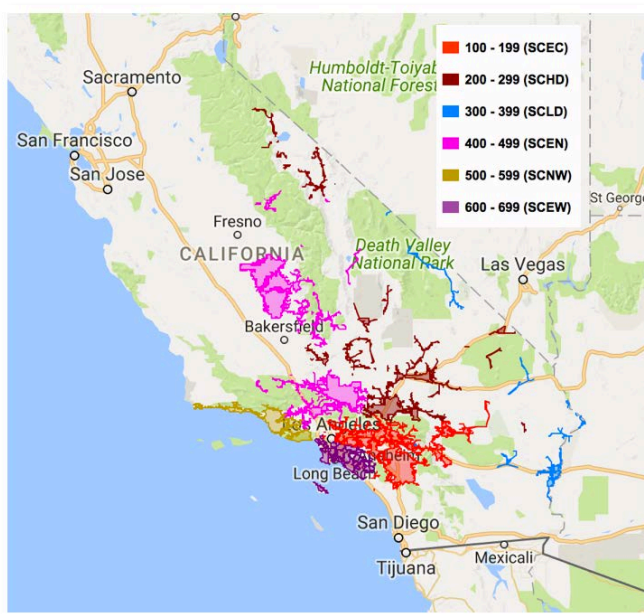 100 - 199 (SCEC)
200 - 299 (SCHD)
300 - 399 (SCLD)
400 - 499 (SCEN)
500 - 599 (SCNW)
600 - 699 (SCEW)
Humboldt-Toiyab
National Forest
Sacramento
San Francisco
San Jose
St George
Fresno
CALIFORNIA
Death Valley
National Park
Las Vegas
Bakersfield
Los Angeles
Anaheim
Long Beach
San Diego
Tijuana
Mexicali